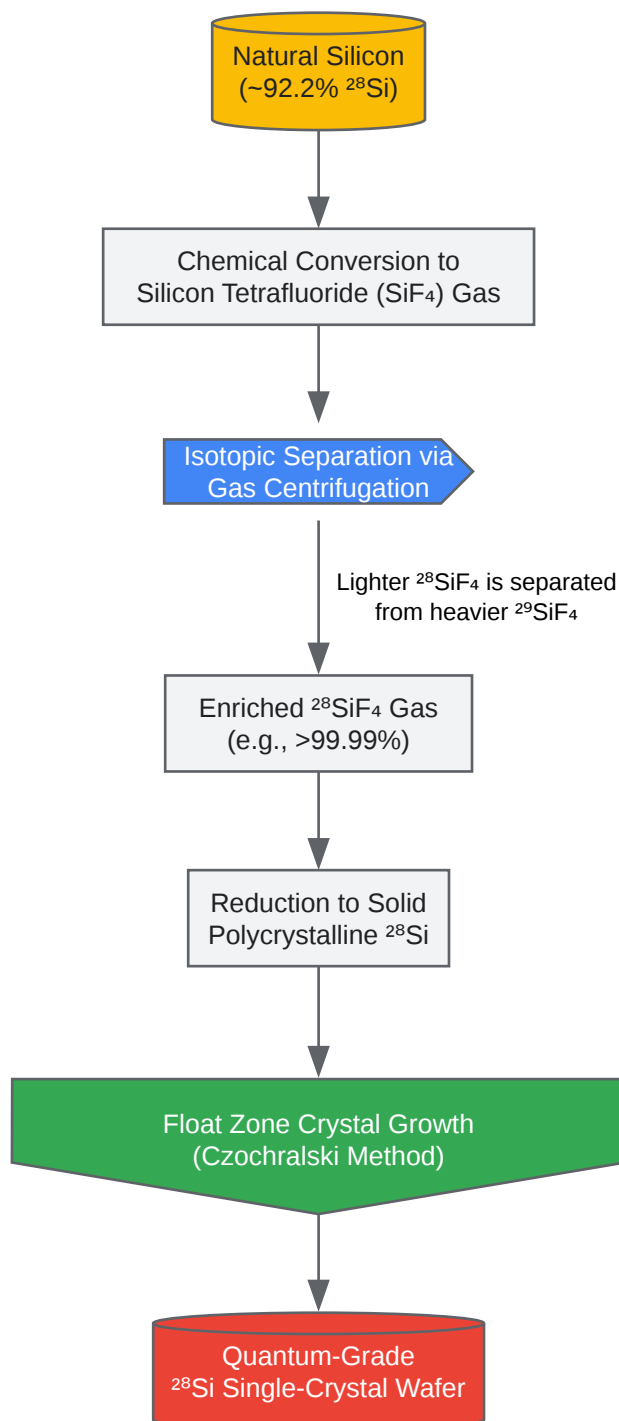 Natural Silicon
(~92.2% ²⁸Si)
Chemical Conversion to
Silicon Tetrafluoride (SiF₄) Gas
Isotopic Separation via
Gas Centrifugation
Lighter ²⁸SiF₄ is separated
from heavier ²⁹SiF₄
Enriched ²⁸SiF₄ Gas
(e.g., >99.99%)
Reduction to Solid
Polycrystalline ²⁸Si
Float Zone Crystal Growth
(Czochralski Method)
Quantum-Grade
²⁸Si Single-Crystal Wafer